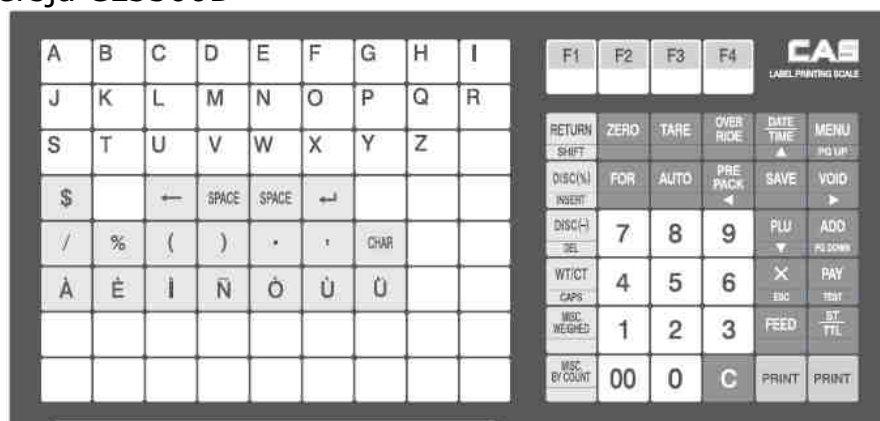 A B C D E F G H I
J K L M N O P Q R
S T U V W X Y Z
$ ← SPACE SPACE ↵
/ % ( ) . , CHAR
À È Ì Ñ Ò Ù Ü
F1 F2 F3 F4 CAS
LABEL PRINTING SCALE
RETURN ZERO TARE OVER RIDE DATE TIME MENU
SHIFT ▲ PG UP
DISC(%) FOR AUTO PRE PACK SAVE VOID
INSERT ◀ ▶
DISC(-) 7 8 9 PLU ADD
DEL ▼ PG DOWN
WT/CT 4 5 6 X PAY
CAPS ESC TEST
MISC. WEIGHED 1 2 3 FEED ST TTL
MISC. BY COUNT 00 0 C PRINT PRINT